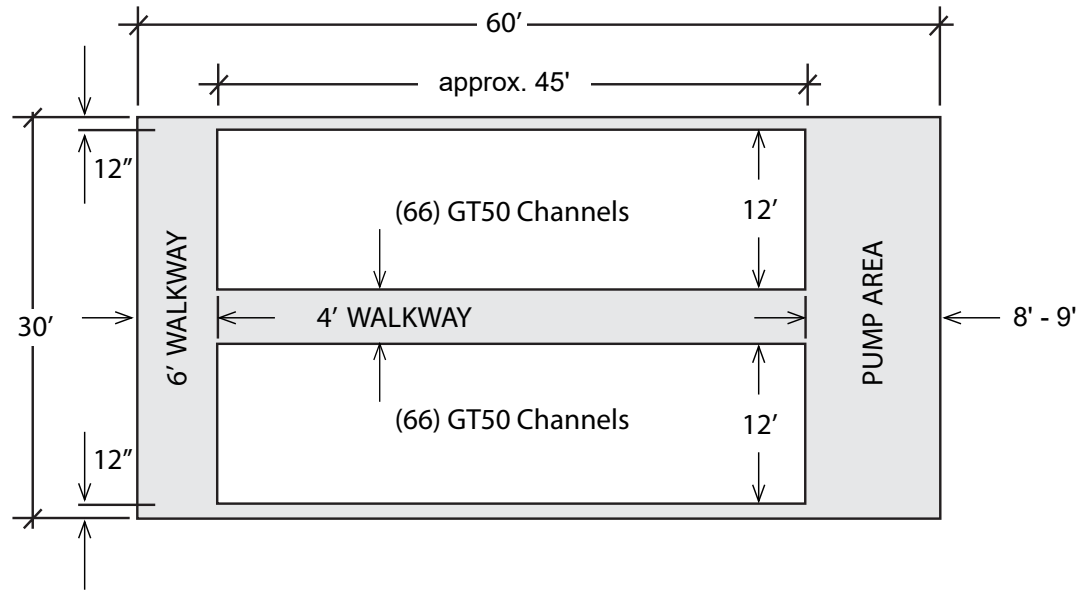 60’
approx. 45'
12”
(66) GT50 Channels
12’
6’ WALKWAY
30’
4’ WALKWAY
PUMP AREA
8' - 9'
(66) GT50 Channels
12’
12”